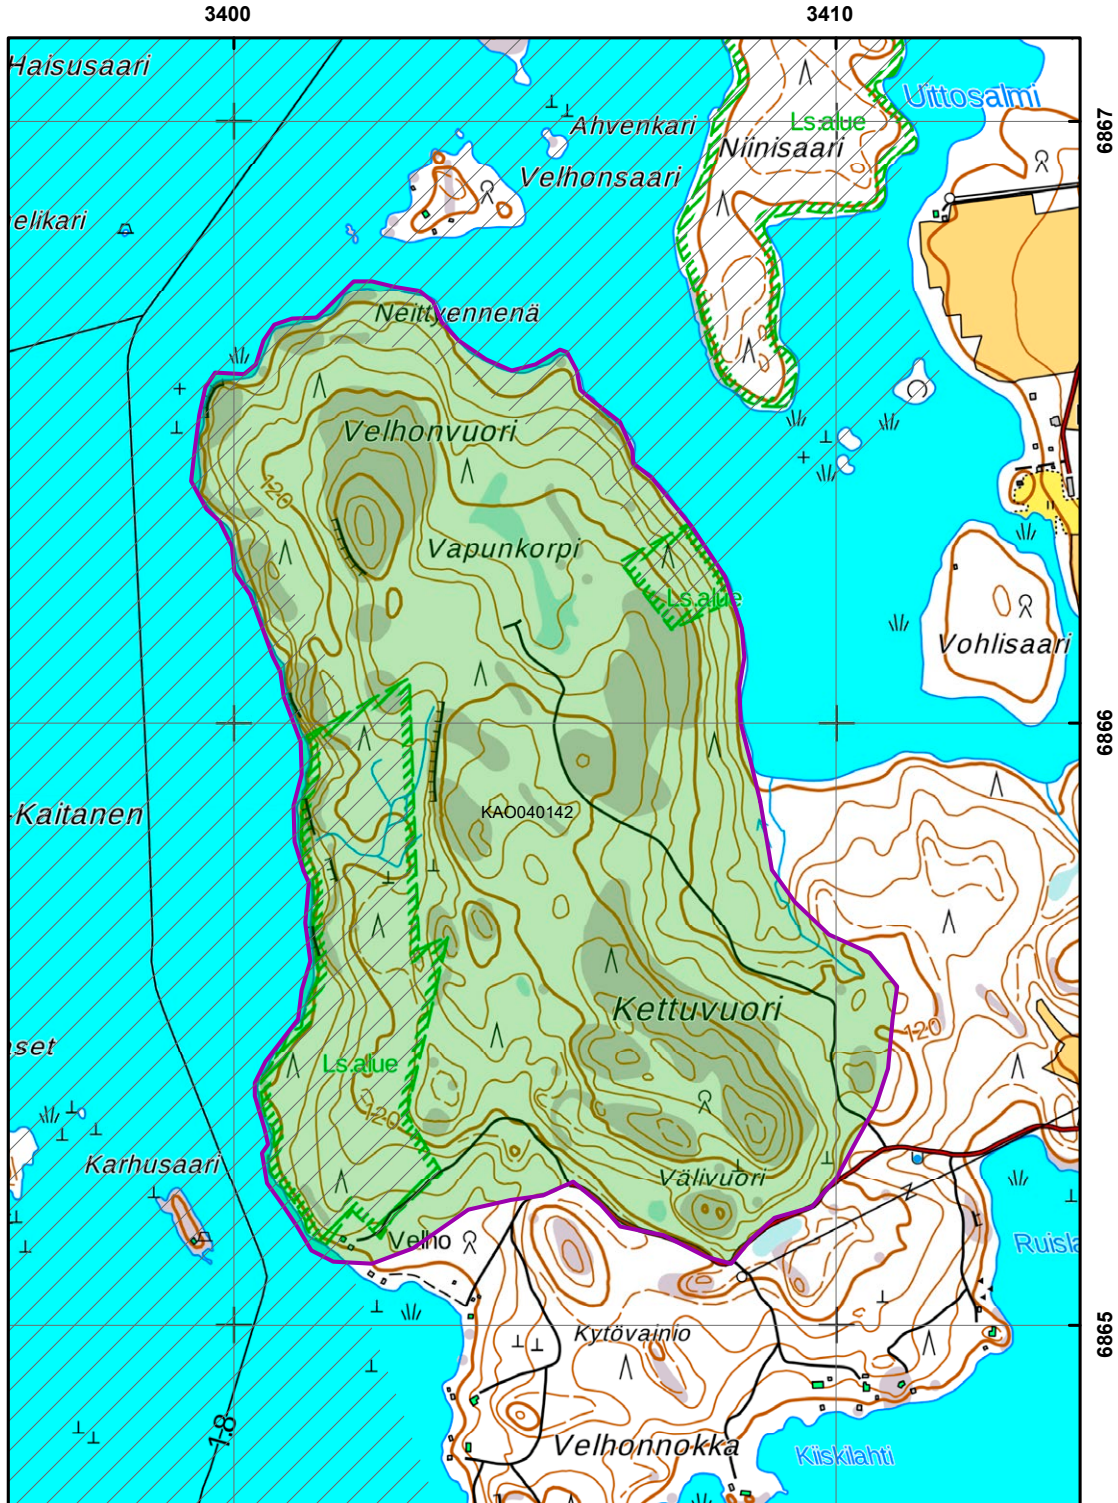 3400
3410
Haisusaari
Uittosalmi
Ahvenkari
Ls.alue
6867
Niinisaari
Velhonsaari
elikari
Neittyennenä
Velhonvuori
120
Vapunkorpi
Ls.alue
Vohlisaari
6866
Kaitanen
KAO040142
Kettuvuori
120
set
Ls.alue
120
Karhusaari
Välivuori
Velho
Ruisla
Kytövainio
6865
1.8
Velhonnokka
Kiiskilahti